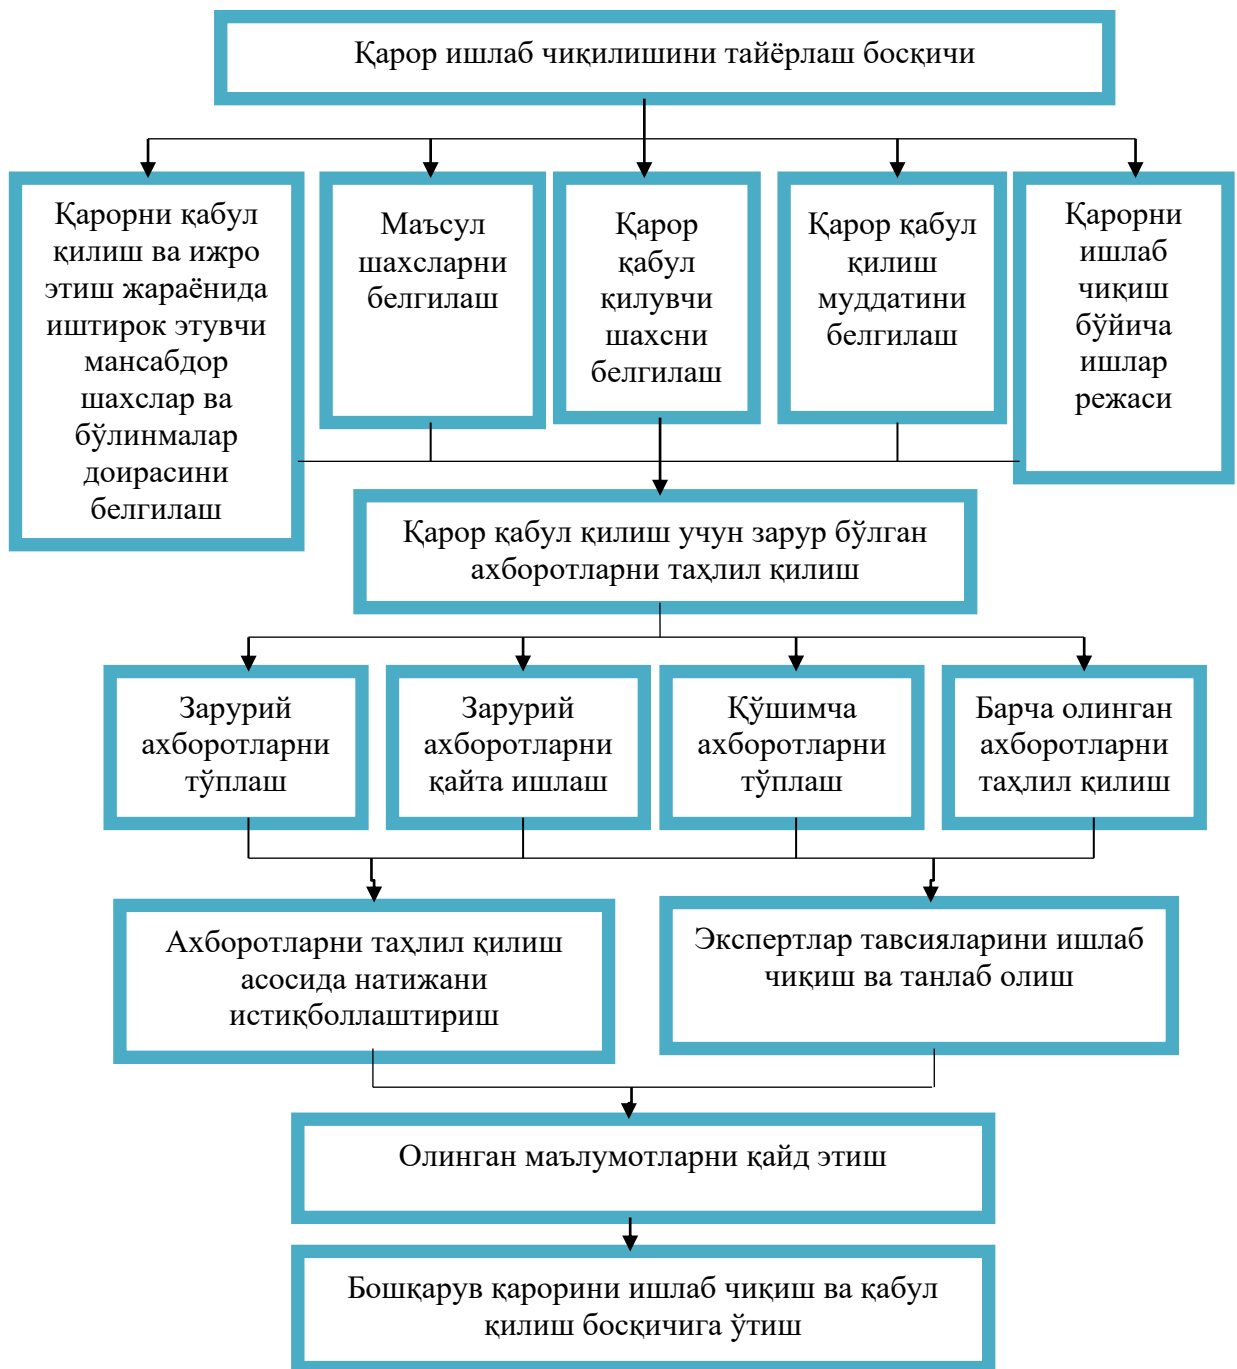 Қарор ишлаб чиқилишини тайёрлаш босқичи
Қарорни қабул
қилиш ва ижро
этиш жараёнида
иштирок этувчи
мансабдор
шахслар ва
бўлинмалар
доирасини
белгилаш
Маъсул
шахсларни
белгилаш
Қарор
қабул
қилувчи
шахсни
белгилаш
Қарор қабул
қилиш
муддатини
белгилаш
Қарорни
ишлаб
чиқиш
бўйича
ишлар
режаси
Қарор қабул қилиш учун зарур бўлган
ахборотларни таҳлил қилиш
Зарурий
ахборотларни
тўплаш
Зарурий
ахборотларни
қайта ишлаш
Қўшимча
ахборотларни
тўплаш
Барча олинган
ахборотларни
таҳлил қилиш
Ахборотларни таҳлил қилиш
асосида натижани
истиқболлаштириш
Экспертлар тавсияларини ишлаб
чиқиш ва танлаб олиш
Олинган маълумотларни қайд этиш
Бошқарув қарорини ишлаб чиқиш ва қабул
қилиш босқичига ўтиш